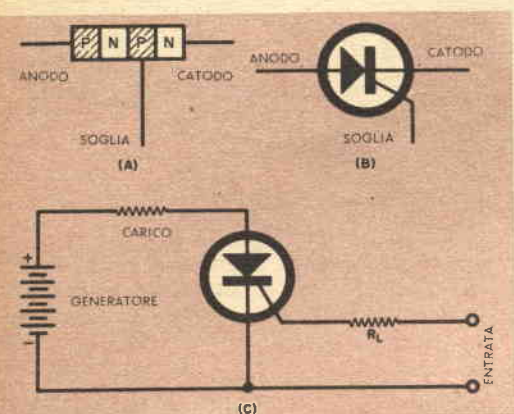 P N P N
ANODO
CATODO
SOGLIA
(A)
ANODO
CATODO
SOGLIA
(B)
CARICO
+
GENERATORE
-
RL
ENTRATA
(C)